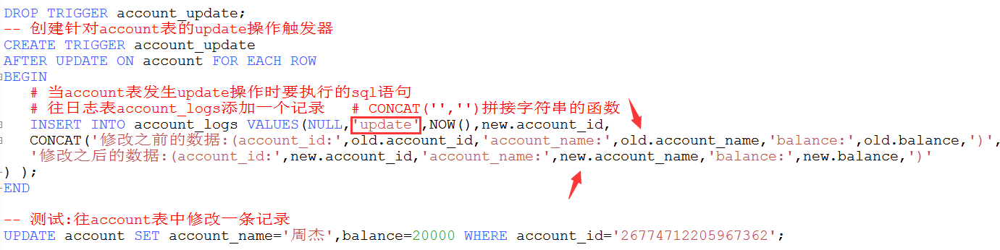 DROP TRIGGER account_update;
-- 创建针对account表的update操作触发器
CREATE TRIGGER account_update
AFTER UPDATE ON account FOR EACH ROW
BEGIN
# 当account表发生update操作时要执行的sql语句
# 往日志表account_logs添加一个记录 # CONCAT('','')拼接字符串的函数
INSERT INTO account_logs VALUES(NULL,'update',NOW(),new.account_id,
CONCAT('修改之前的数据:(account_id:',old.account_id,'account_name:',old.account_name,'balance:',old.balance,')',
'修改之后的数据:(account_id:',new.account_id,'account_name:',new.account_name,'balance:',new.balance,')'
) );
END
-- 测试:往account表中修改一条记录
UPDATE account SET account_name='周杰',balance=20000 WHERE account_id='26774712205967362';